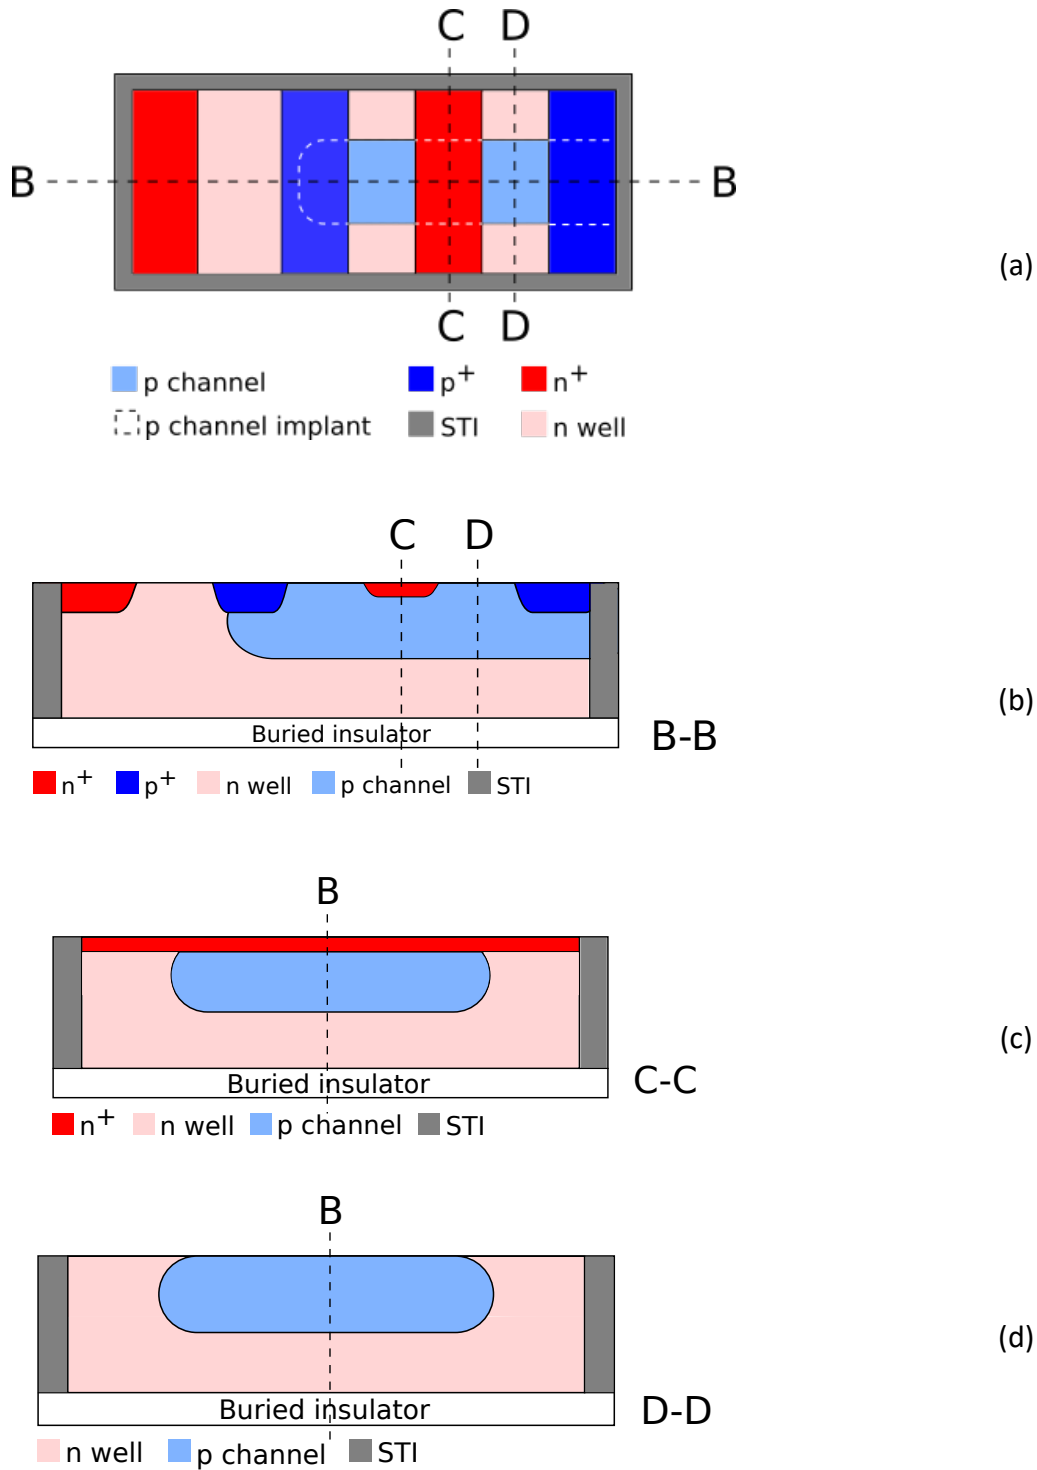 C D
B B
(a)
C D
p channel p+ n+
p channel implant STI n well
C D
(b)
Buried insulator B-B
n+ p+ n well p channel STI
B
(c)
Buried insulator C-C
n+ n well p channel STI
B
(d)
Buried insulator D-D
n well p channel STI